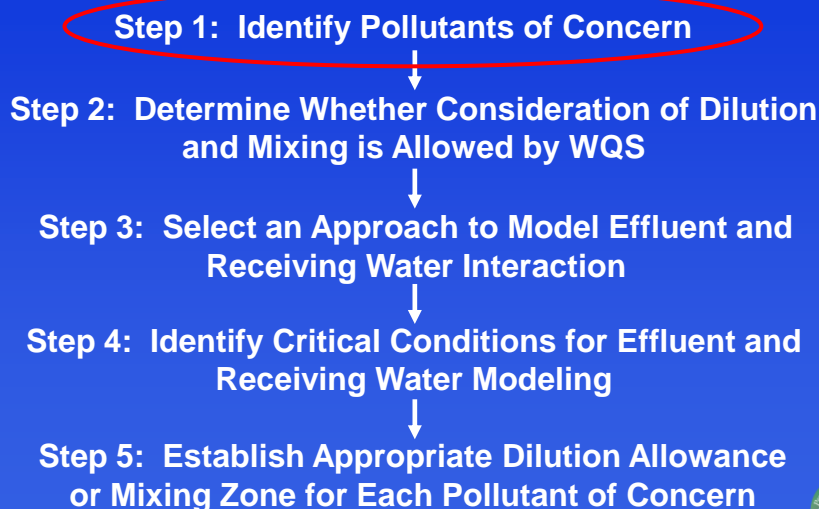 Step 1:  Identify Pollutants of Concern
Step 2:  Determine Whether Consideration of Dilution
and Mixing is Allowed by WQS
Step 3:  Select an Approach to Model Effluent and
Receiving Water Interaction
Step 4:  Identify Critical Conditions for Effluent and
Receiving Water Modeling
Step 5:  Establish Appropriate Dilution Allowance
or Mixing Zone for Each Pollutant of Concern